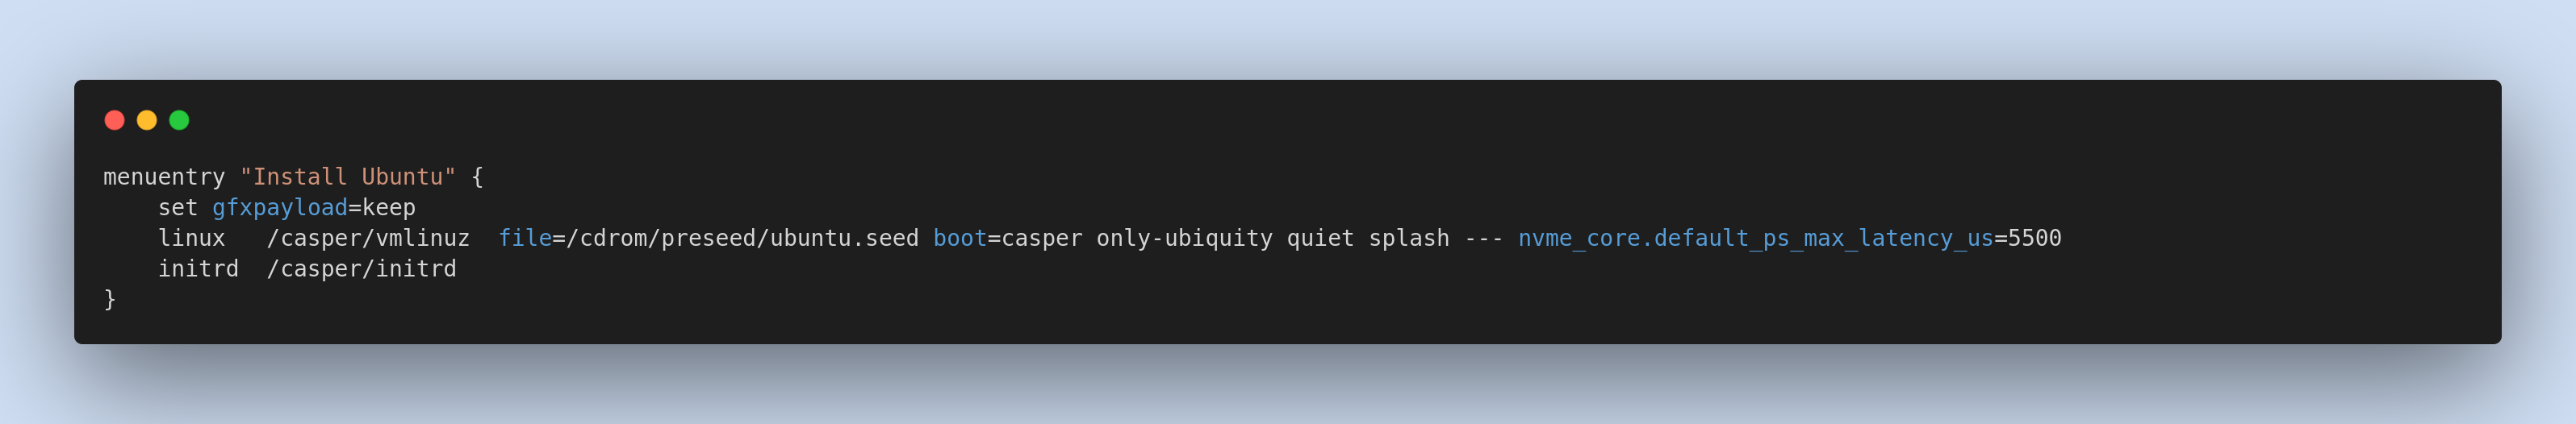 menuentry "Install Ubuntu" {
    set gfxpayload=keep
    linux   /casper/vmlinuz  file=/cdrom/preseed/ubuntu.seed boot=casper only-ubiquity quiet splash --- nvme_core.default_ps_max_latency_us=5500
    initrd  /casper/initrd
}